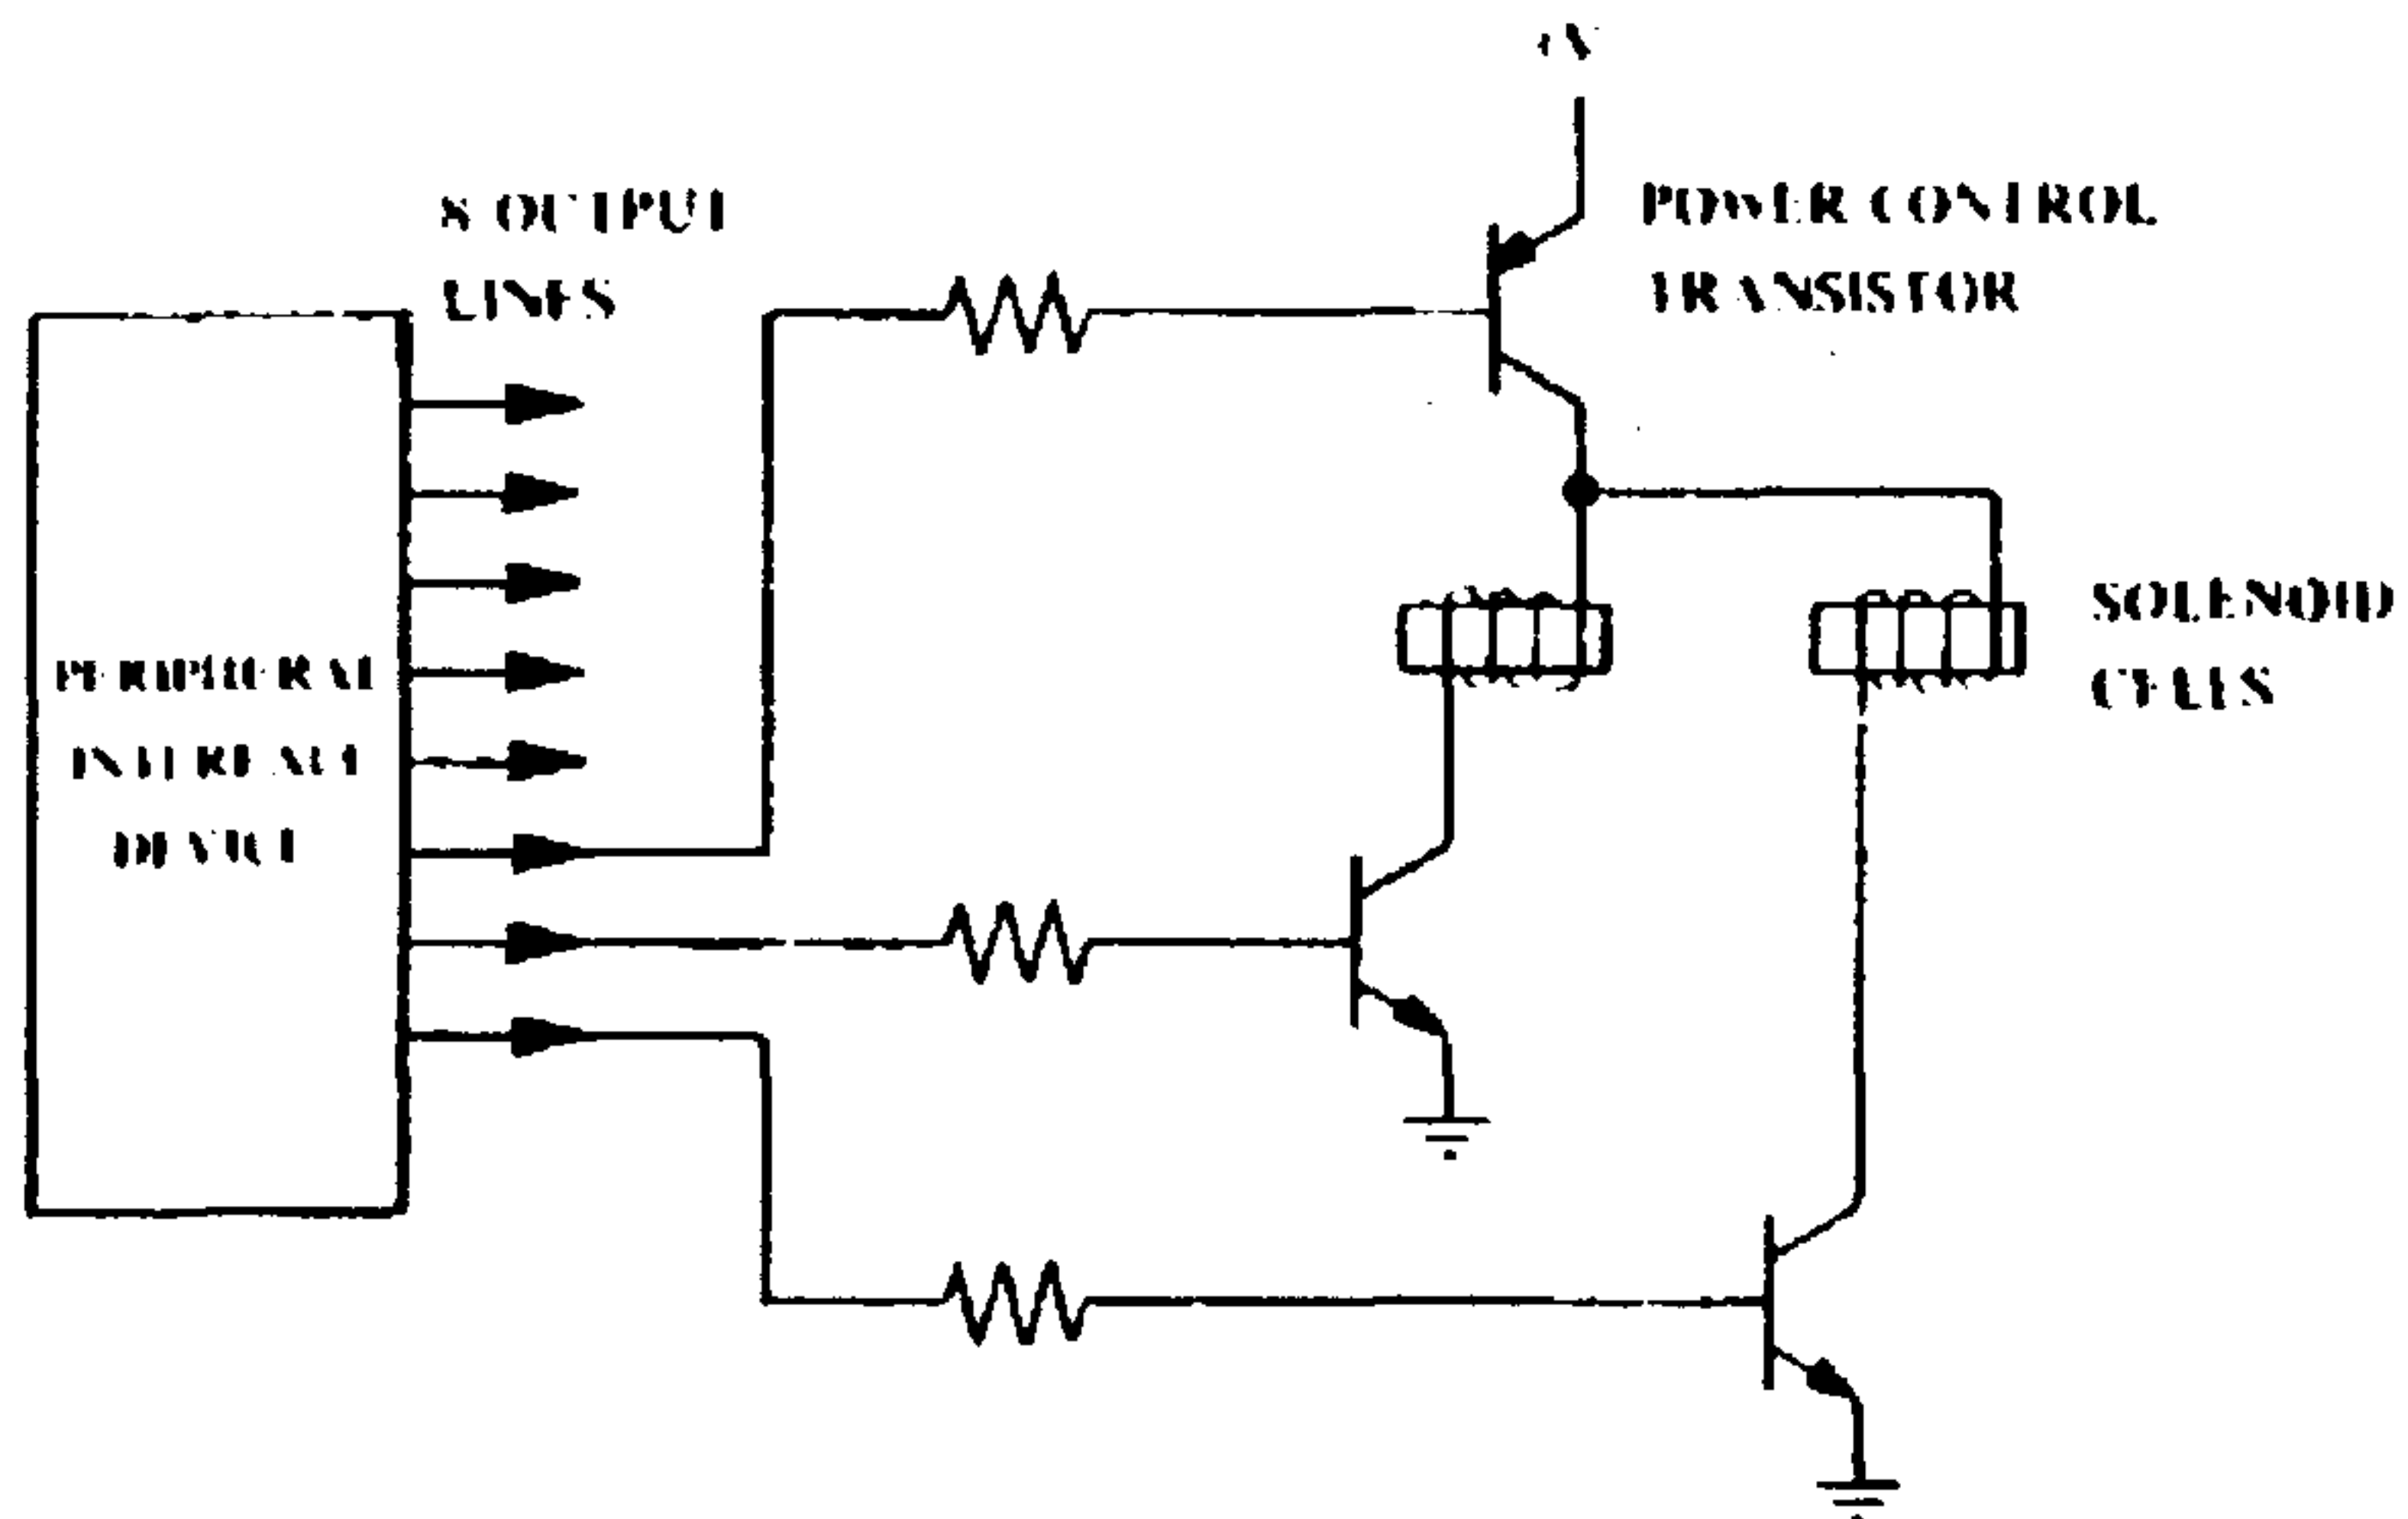 +V
8 OUTPUT
LINES
POWER CONTROL
TRANSISTOR
PERIPHERAL
INTERFACE
DEVICE
SOLENOID
CELLS